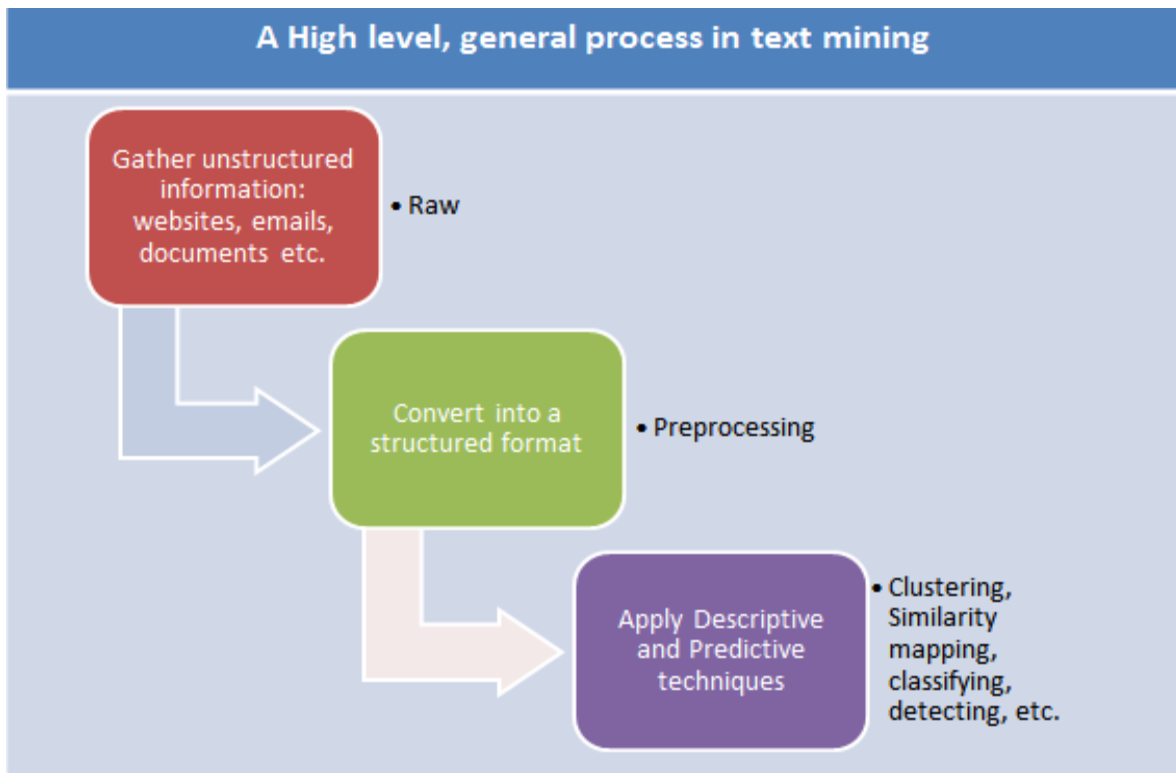 A High level, general process in text mining
Gather unstructured
information:
websites, emails,
documents etc.
• Raw
Convert into a
structured format
• Preprocessing
Apply Descriptive
and Predictive
techniques
• Clustering,
Similarity
mapping,
classifying,
detecting, etc.